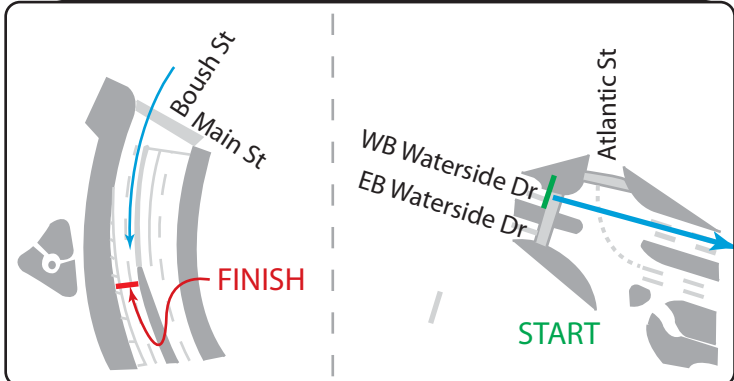 Boush St
Main St
FINISH
Atlantic St
WB Waterside Dr
EB Waterside Dr
START